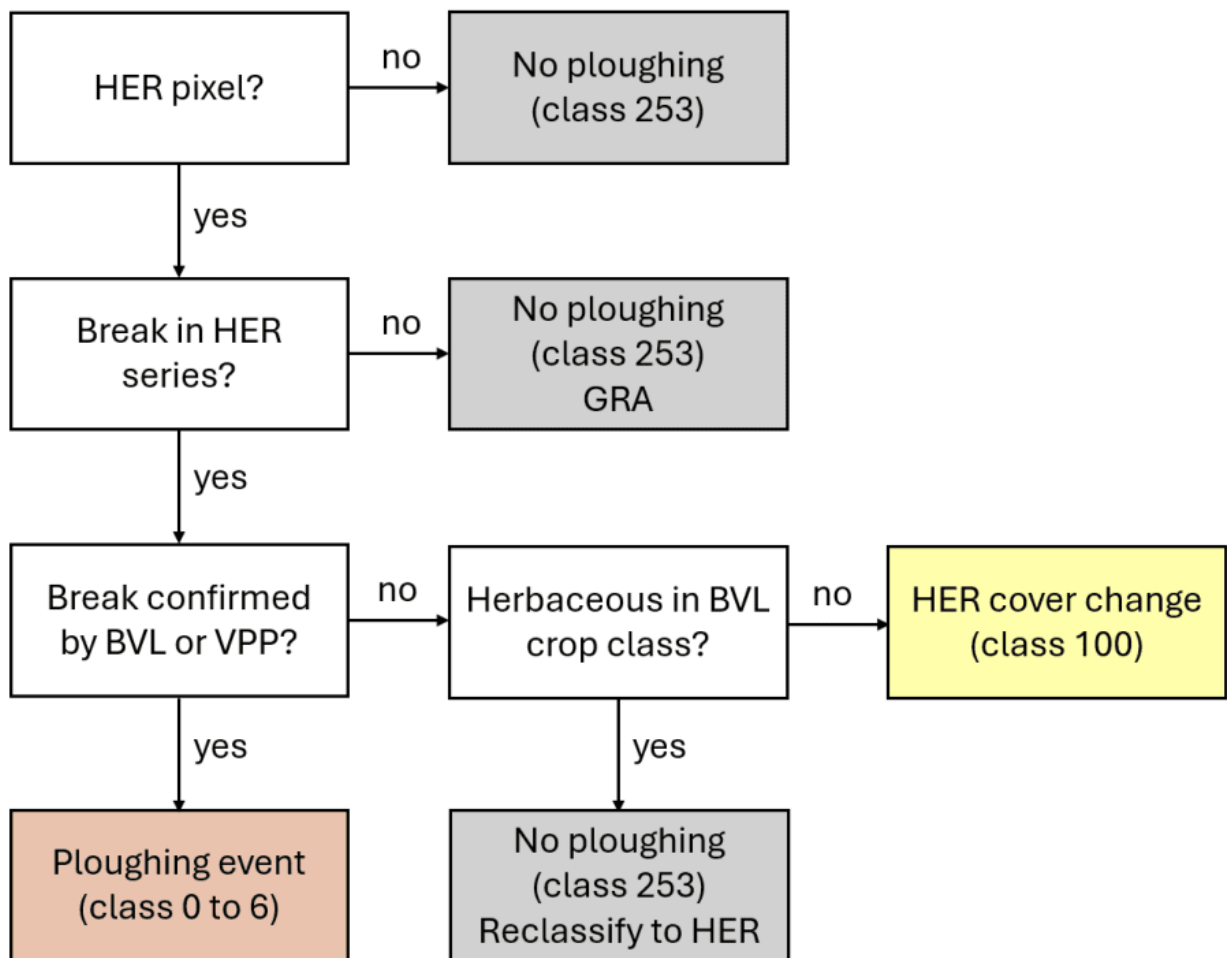 HER pixel?
no
No ploughing
(class 253)
yes
Break in HER
series?
no
No ploughing
(class 253)
GRA
yes
Break confirmed
by BVL or VPP?
no
Herbaceous in BVL
crop class?
no
HER cover change
(class 100)
yes
yes
Ploughing event
(class 0 to 6)
No ploughing
(class 253)
Reclassify to HER